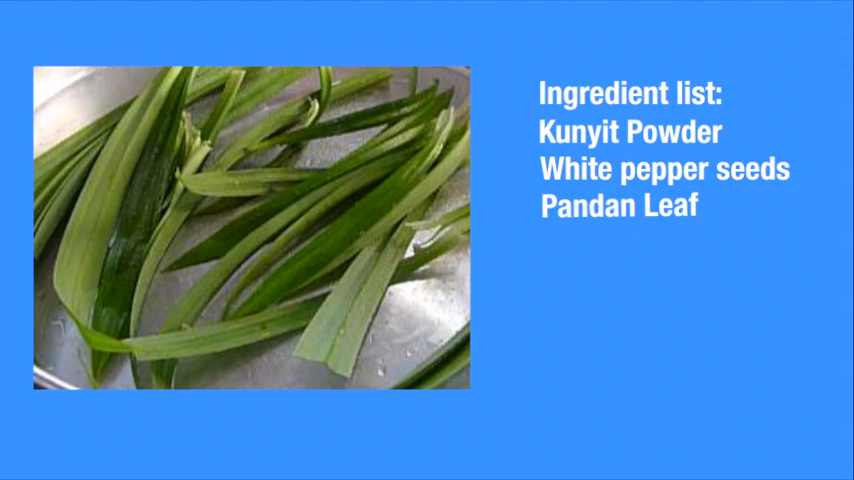 Ingredient list:
Kunyit Powder
White pepper seeds
Pandan Leaf